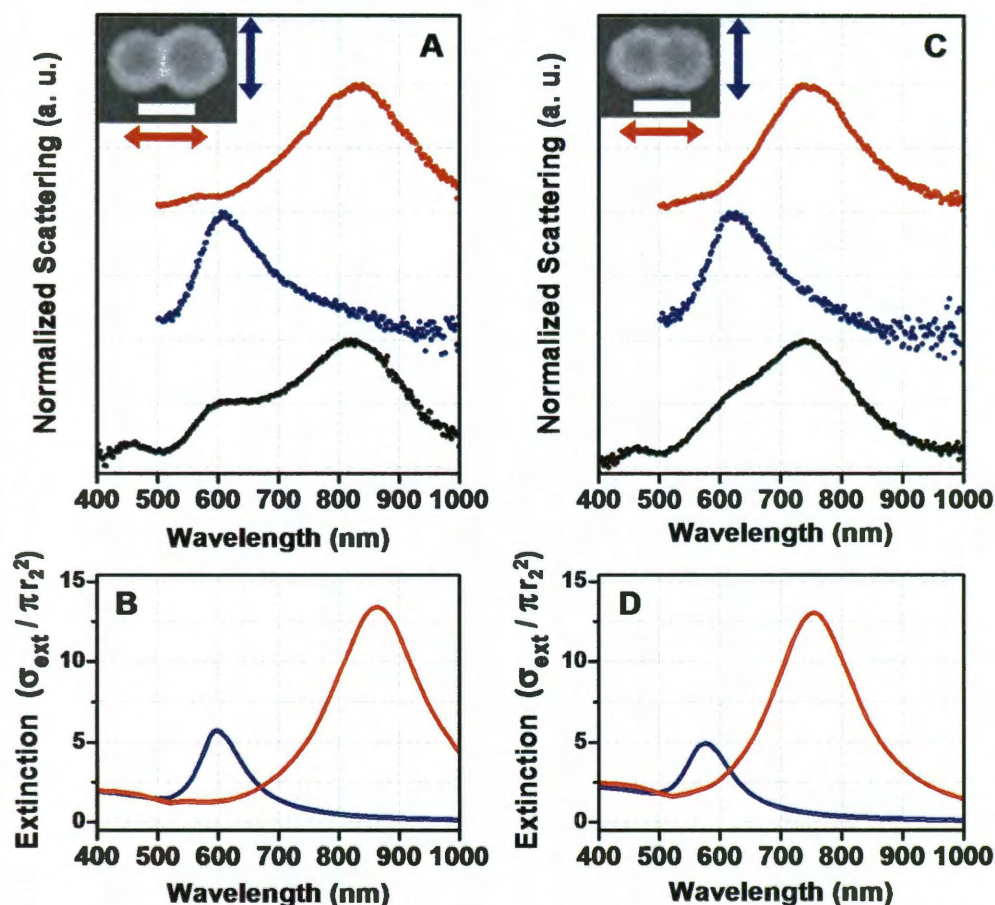 A
Normalized Scattering (a. u.)
400 500 600 700 800 900 1000
Wavelength (nm)
C
Normalized Scattering (a. u.)
400 500 600 700 800 900 1000
Wavelength (nm)
B
Extinction (σext / πr₂²)
15
10
5
0
400 500 600 700 800 900 1000
Wavelength (nm)
D
Extinction (σext / πr₂²)
15
10
5
0
400 500 600 700 800 900 1000
Wavelength (nm)